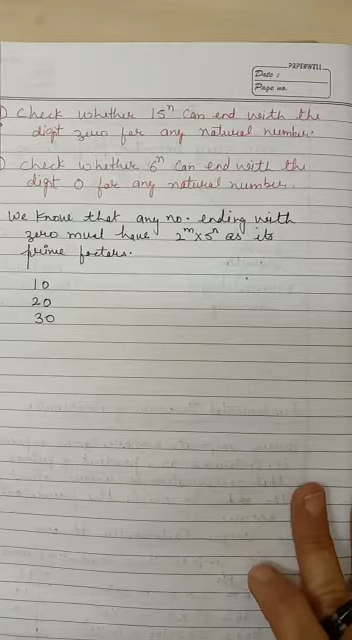 PAPERWELL
Date :
Page no.
) Check whether 15ⁿ can end with the
digit zero for any natural number.
) Check whether 6ⁿ can end with the
digit 0 for any natural number.
We know that any no. ending with
zero must have 2ᵐ x 5ⁿ as its
prime factors.
10
20
30